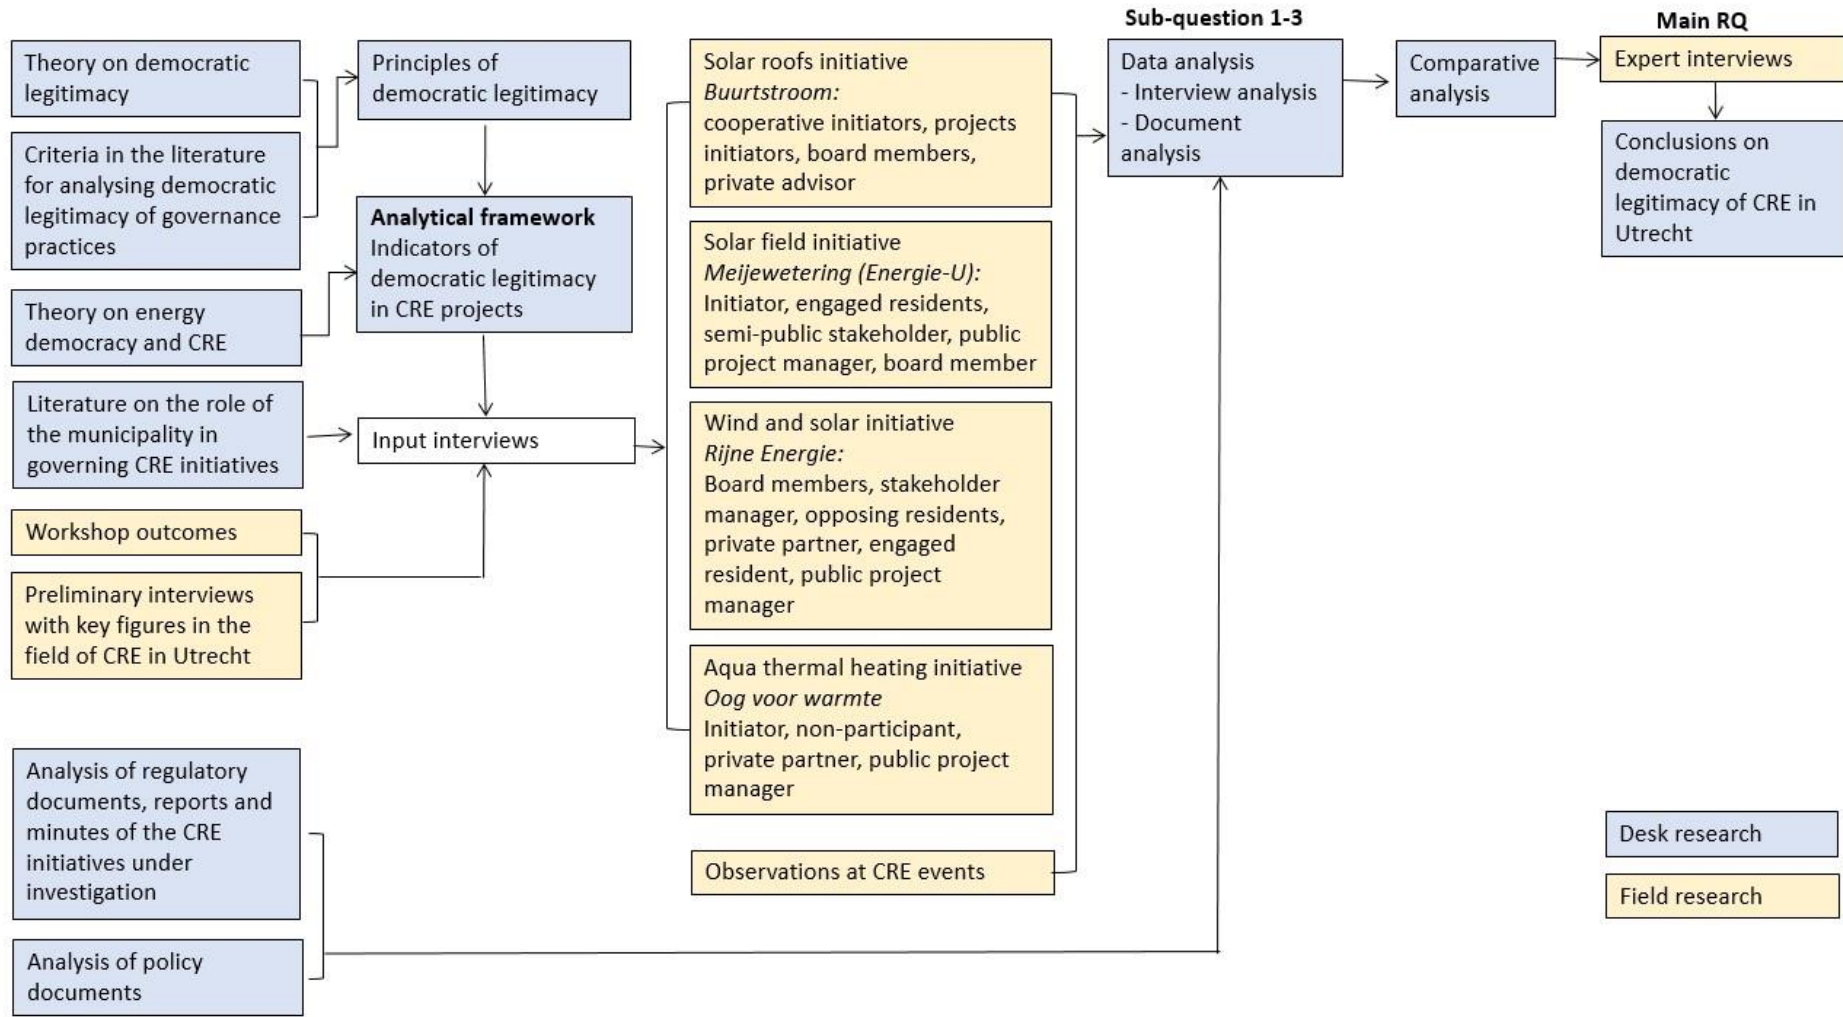 Theory on democratic
legitimacy
Criteria in the literature
for analysing democratic
legitimacy of governance
practices
Theory on energy
democracy and CRE
Literature on the role of
the municipality in
governing CRE initiatives
Workshop outcomes
Preliminary interviews
with key figures in the
field of CRE in Utrecht
Analysis of regulatory
documents, reports and
minutes of the CRE
initiatives under
investigation
Analysis of policy
documents
Principles of
democratic legitimacy
Analytical framework
Indicators of
democratic legitimacy
in CRE projects
Input interviews
Solar roofs initiative
Buurtstroom:
cooperative initiators, projects
initiators, board members,
private advisor
Solar field initiative
Meijewetering (Energie-U):
Initiator, engaged residents,
semi-public stakeholder, public
project manager, board member
Wind and solar initiative
Rijne Energie:
Board members, stakeholder
manager, opposing residents,
private partner, engaged
resident, public project
manager
Aqua thermal heating initiative
Oog voor warmte
Initiator, non-participant,
private partner, public project
manager
Observations at CRE events
Sub-question 1-3
Data analysis
- Interview analysis
- Document
analysis
Comparative
analysis
Main RQ
Expert interviews
Conclusions on
democratic
legitimacy of CRE in
Utrecht
Desk research
Field research